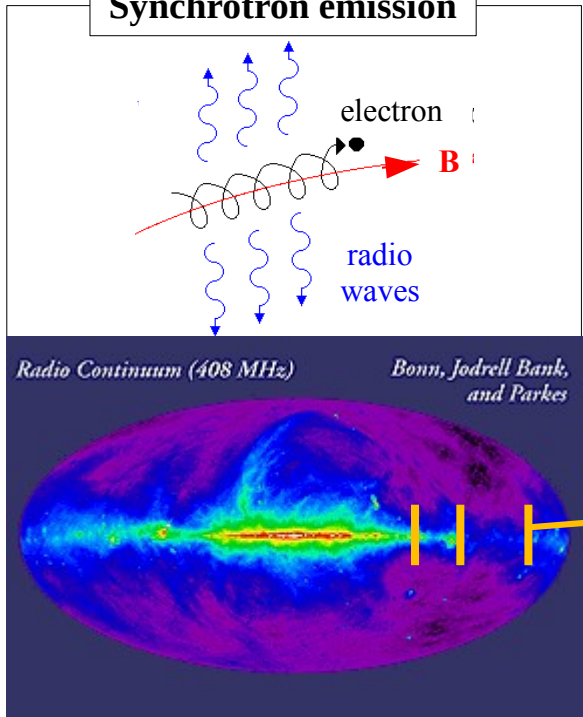 Synchrotron emission
electron
B
radio
waves
Radio Continuum (408 MHz)
Bonn, Jodrell Bank,
and Parkes